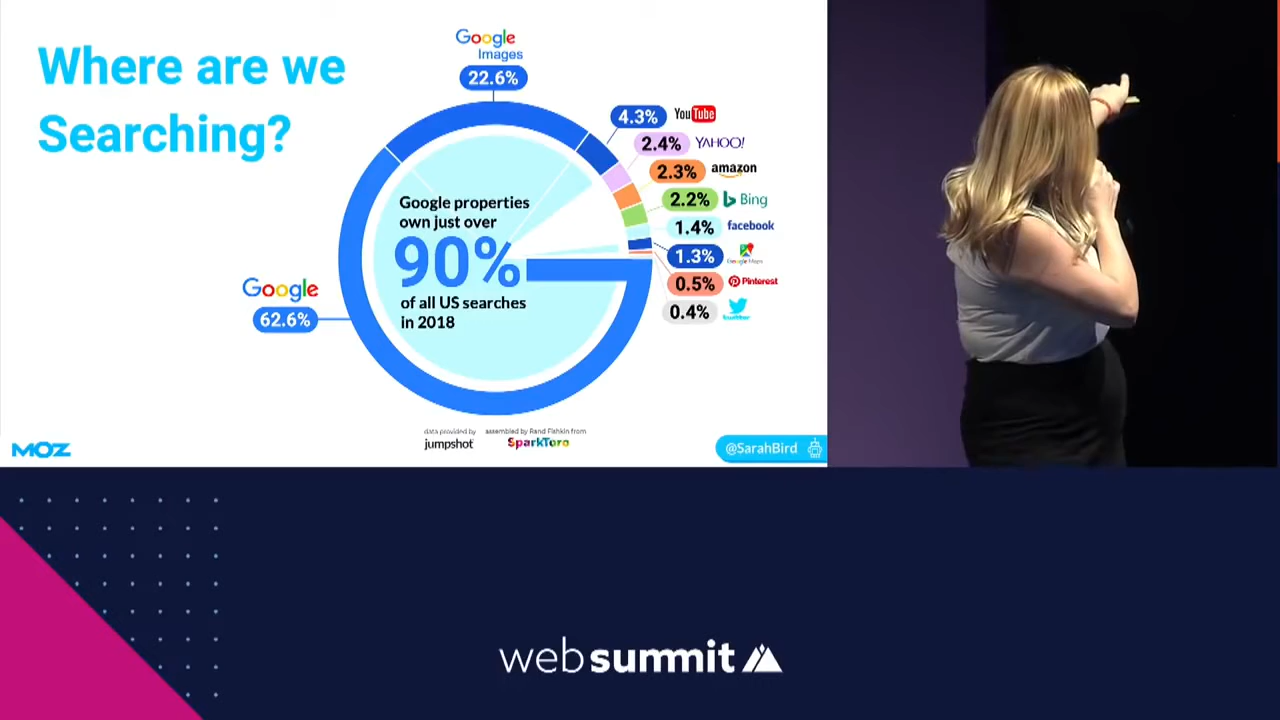 Where are we
Searching?
Google
Images
22.6%
4.3% YouTube
2.4% YAHOO!
2.3% amazon
2.2% Bing
1.4% facebook
1.3% Google Maps
0.5% Pinterest
0.4% twitter
Google properties
own just over
90%
of all US searches
in 2018
Google
62.6%
data provided by
jumpshot
assembled by Rand Fishkin from
SparkToro
MOZ
@SarahBird
web summit